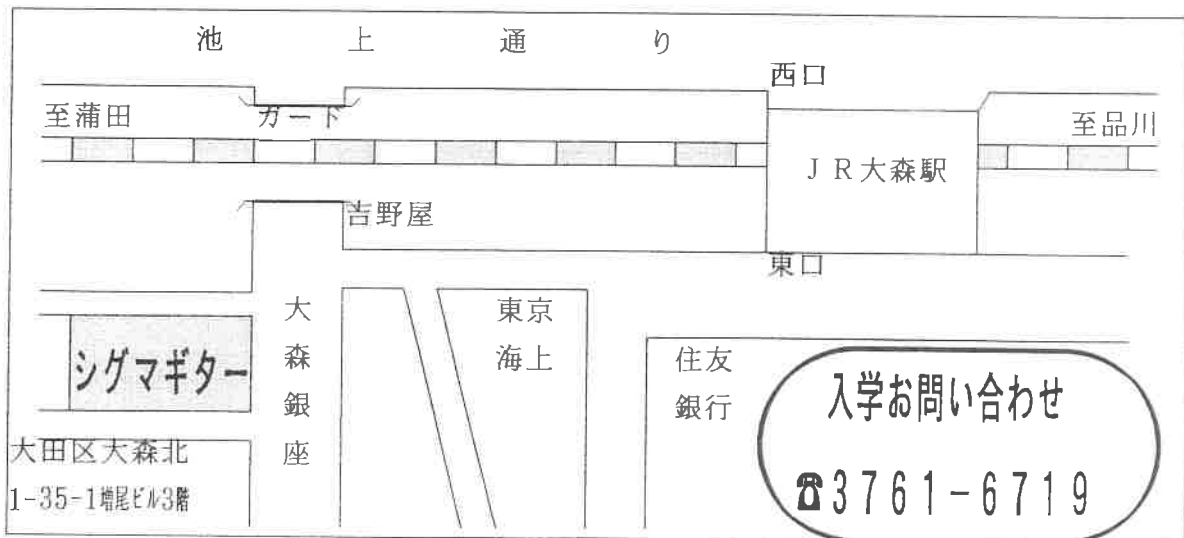 池上通り
西口
至蒲田
ガード
至品川
JR大森駅
吉野屋
東口
大森銀座
東京
海上
シグマギター
住友
銀行
入学お問い合わせ
☎3761-6719
大田区大森北
1-35-1増尾ビル3階